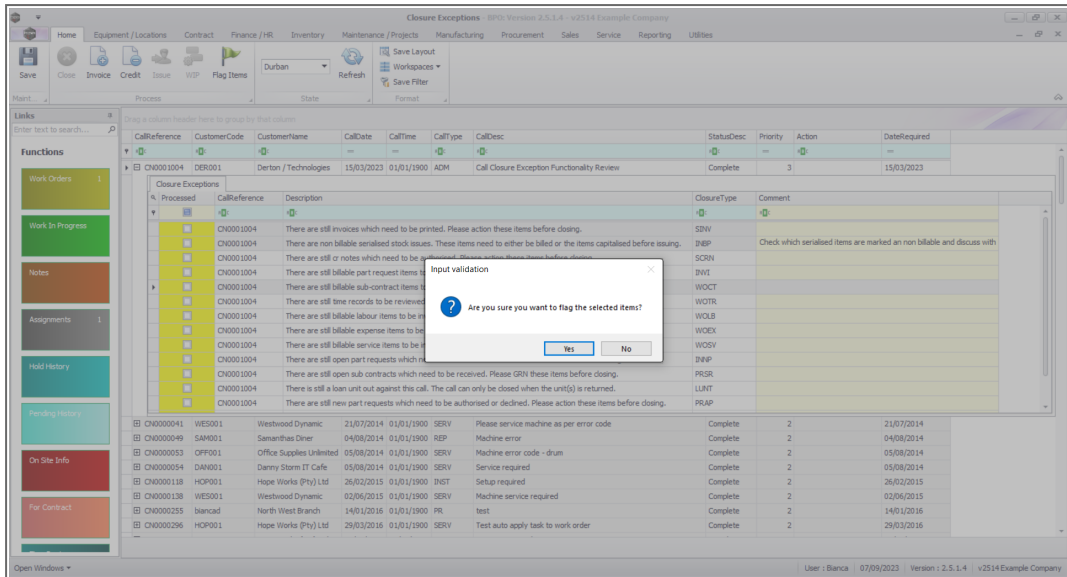 Closure Exceptions - BPO: Version 2.5.1.4 - v2514 Example Company
Home Equipment / Locations Contract Finance / HR Inventory Maintenance / Projects Manufacturing Procurement Sales Service Reporting Utilities
Save Close Invoice Credit Issue WIP Flag Items Durban Refresh
Save Layout
Workspaces
Save Filter
Maint... Process State Format
Links
Enter text to search...
Functions
Work Orders 1
Work In Progress
Notes
Assignments 1
Hold History
Pending History
On Site Info
For Contract
Drag a column header here to group by that column
CallReference CustomerCode CustomerName CallDate CallTime CallType CallDesc StatusDesc Priority Action DateRequired
CN0001004 DER001 Derton / Technologies 15/03/2023 01/01/1900 ADM Call Closure Exception Functionality Review Complete 3 15/03/2023
Closure Exceptions
Processed CallReference Description ClosureType Comment
CN0001004 There are still invoices which need to be printed. Please action these items before closing. SINV
CN0001004 There are non billable serialised stock issues. These items need to either be billed or the items capitalised before issuing. INBP Check which serialised items are marked an non billable and discuss with
CN0001004 There are still cr notes which need to be authorised. Please action these items before closing SCRN
CN0001004 There are still billable part request items to INVI
CN0001004 There are still billable sub-contract items to WOCT
CN0001004 There are still time records to be reviewed WOTR
CN0001004 There are still billable labour items to be in WOLB
CN0001004 There are still billable expense items to be WOEX
CN0001004 There are still billable service items to be in WOSV
CN0001004 There are still open part requests which n INNP
CN0001004 There are still open sub contracts which need to be received. Please GRN these items before closing. PRSR
CN0001004 There is still a loan unit out against this call. The call can only be closed when the unit(s) is returned. LUNT
CN0001004 There are still new part requests which need to be authorised or declined. Please action these items before closing. PRAP
Input validation
Are you sure you want to flag the selected items?
Yes No
CN0000041 WES001 Westwood Dynamic 21/07/2014 01/01/1900 SERV Please service machine as per error code Complete 2 21/07/2014
CN0000049 SAM001 Samanthas Diner 04/08/2014 01/01/1900 REP Machine error Complete 2 04/08/2014
CN0000053 OFF001 Office Supplies Unlimited 05/08/2014 01/01/1900 SERV Machine error code - drum Complete 2 05/08/2014
CN0000054 DAN001 Danny Storm IT Cafe 05/08/2014 01/01/1900 SERV Service required Complete 2 05/08/2014
CN0000118 HOP001 Hope Works (Pty) Ltd 26/02/2015 01/01/1900 INST Setup required Complete 2 26/02/2015
CN0000138 WES001 Westwood Dynamic 02/06/2015 01/01/1900 SERV Machine service required Complete 2 02/06/2015
CN0000255 biancad North West Branch 14/01/2016 01/01/1900 PR test Complete 2 14/01/2016
CN0000296 HOP001 Hope Works (Pty) Ltd 29/03/2016 01/01/1900 SERV Test auto apply task to work order Complete 2 29/03/2016
Open Windows User : Bianca 07/09/2023 Version : 2.5.1.4 v2514 Example Company